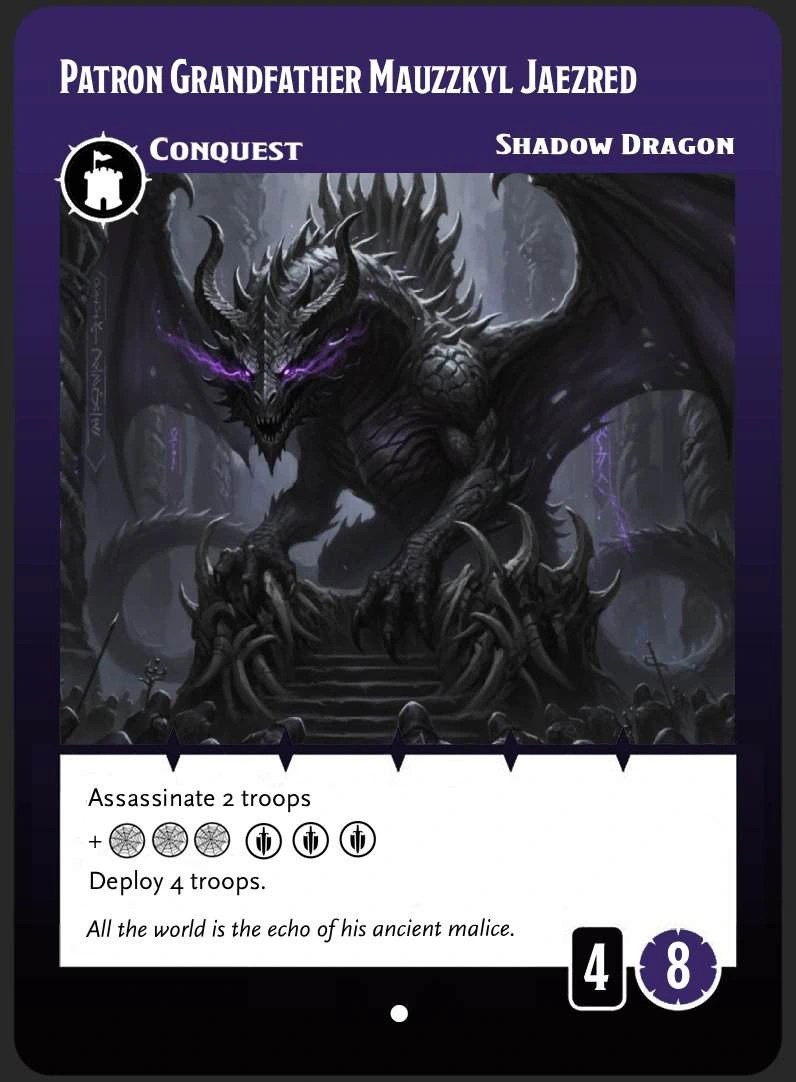 Patron Grandfather Mauzzkyl Jaezred
Conquest
Shadow Dragon
Assassinate 2 troops
+
Deploy 4 troops.
All the world is the echo of his ancient malice.
4
8